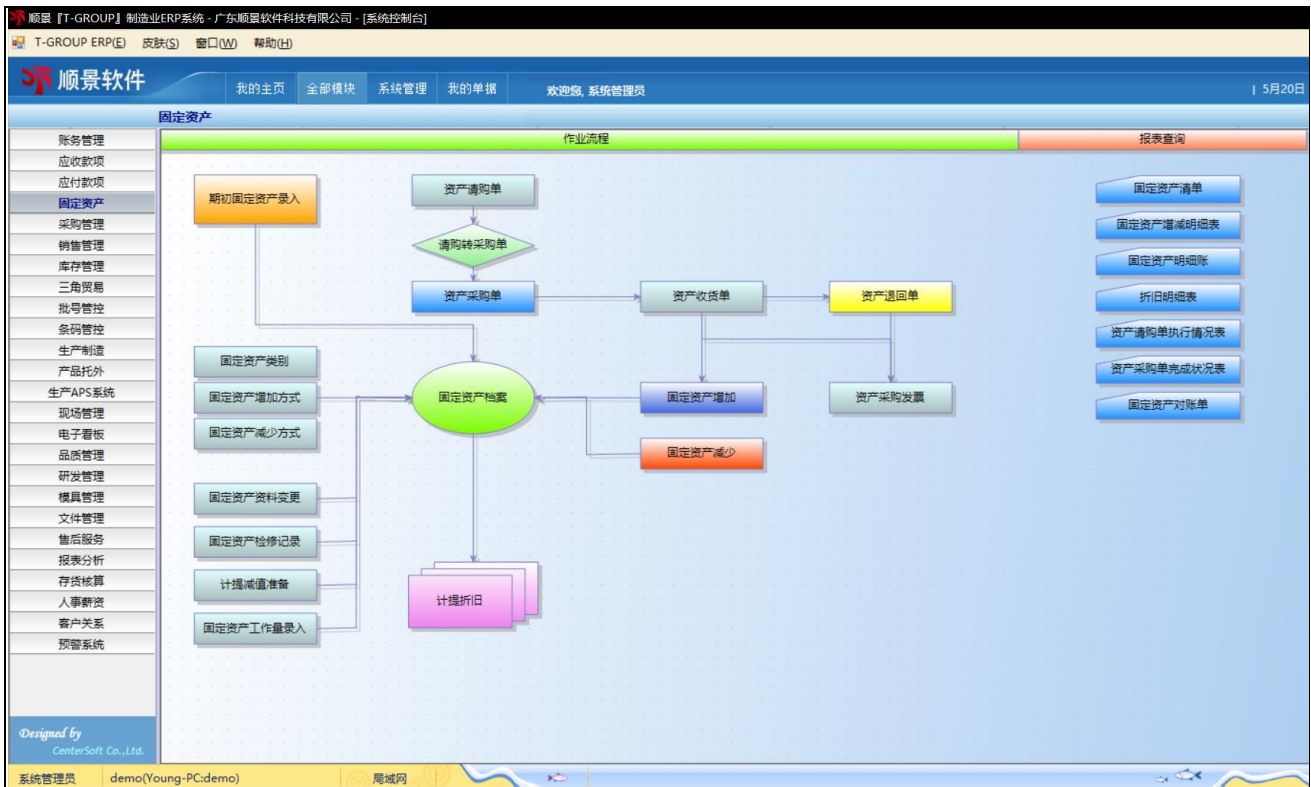 顺景『T-GROUP』制造业ERP系统 - 广东顺景软件科技有限公司 - [系统控制台]
T-GROUP ERP(E) 皮肤(S) 窗口(W) 帮助(H)
顺景软件
我的主页 全部模块 系统管理 我的单据 欢迎您, 系统管理员 | 5月20日
固定资产
账务管理
应收款项
应付款项
固定资产
采购管理
销售管理
库存管理
三角贸易
批号管控
条码管控
生产制造
产品托外
生产APS系统
现场管理
电子看板
品质管理
研发管理
模具管理
文件管理
售后服务
报表分析
存货核算
人事薪资
客户关系
预警系统
Designed by
CenterSoft Co.,Ltd.
作业流程
期初固定资产录入
资产请购单
请购转采购单
资产采购单
资产收货单
资产退回单
固定资产类别
固定资产增加方式
固定资产减少方式
固定资产档案
固定资产增加
资产采购发票
固定资产减少
固定资产资料变更
固定资产检修记录
计提减值准备
固定资产工作量录入
计提折旧
报表查询
固定资产清单
固定资产增减明细表
固定资产明细账
折旧明细表
资产请购单执行情况表
资产采购单完成状况表
固定资产对账单
系统管理员 demo(Young-PC:demo) 局域网